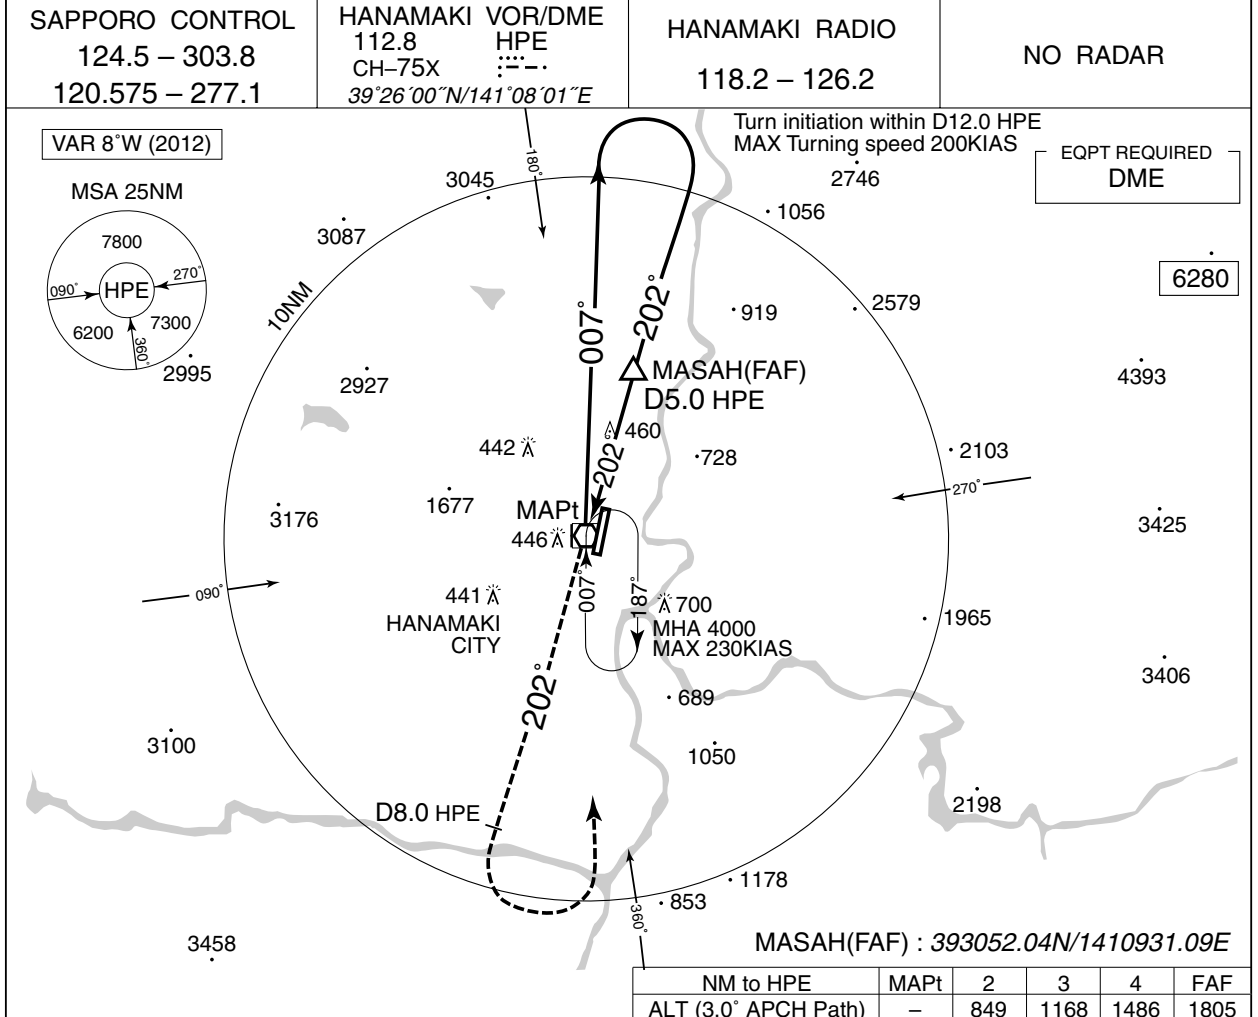 SAPPORO CONTROL
124.5 – 303.8
120.575 – 277.1
HANAMAKI VOR/DME
112.8 HPE
CH–75X
39°26´00˝N/141°08´01˝E
HANAMAKI RADIO
118.2 – 126.2
NO RADAR
VAR 8°W (2012)
MSA 25NM
7800
090°
HPE
270°
6200
7300
360°
2995
Turn initiation within D12.0 HPE
MAX Turning speed 200KIAS
EQPT REQUIRED
DME
180°
3045
2746
1056
3087
6280
10NM
007°
202°
919
2579
MASAH(FAF)
D5.0 HPE
2927
4393
460
442
202°
728
2103
270°
1677
3176
MAPt
446
3425
090°
441
007°
187°
700
HANAMAKI
CITY
MHA 4000
MAX 230KIAS
1965
3406
202°
689
3100
1050
D8.0 HPE
2198
1178
853
360°
3458
MASAH(FAF) : 393052.04N/1410931.09E
NM to HPE MAPt 2 3 4 FAF
ALT (3.0° APCH Path) – 849 1168 1486 1805